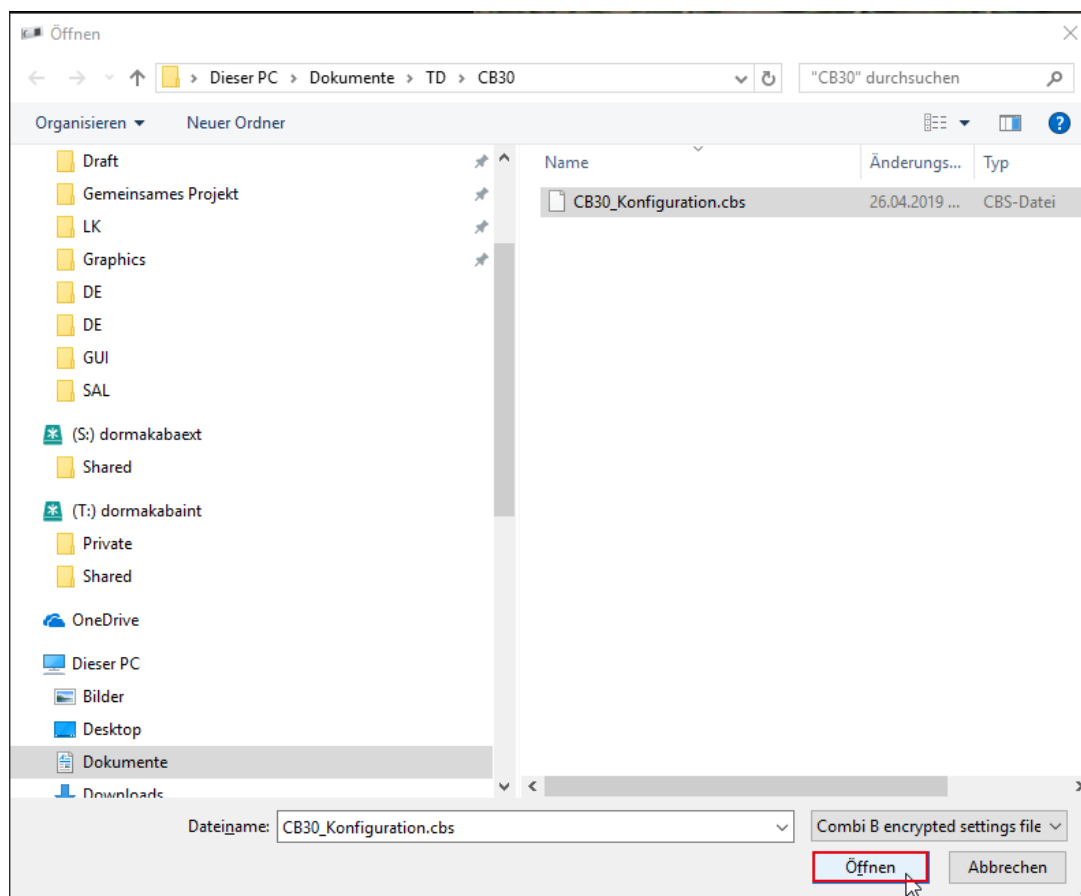 Öffnen
Dieser PC > Dokumente > TD > CB30
"CB30" durchsuchen
Organisieren
Neuer Ordner
?
Draft
Gemeinsames Projekt
LK
Graphics
DE
DE
GUI
SAL
(S:) dormakabaext
Shared
(T:) dormakabaint
Private
Shared
OneDrive
Dieser PC
Bilder
Desktop
Dokumente
Downloads
Name Änderungs... Typ
CB30_Konfiguration.cbs 26.04.2019 ... CBS-Datei
Dateiname: CB30_Konfiguration.cbs
Combi B encrypted settings file
Öffnen Abbrechen